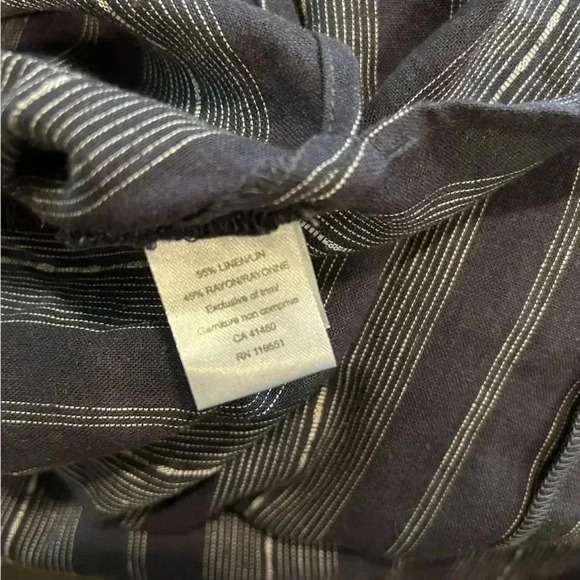 55% LINEN/LIN
45% RAYON/RAYONNE
Exclusive of trim/
Garniture non comprise
CA 41480
RN 119551